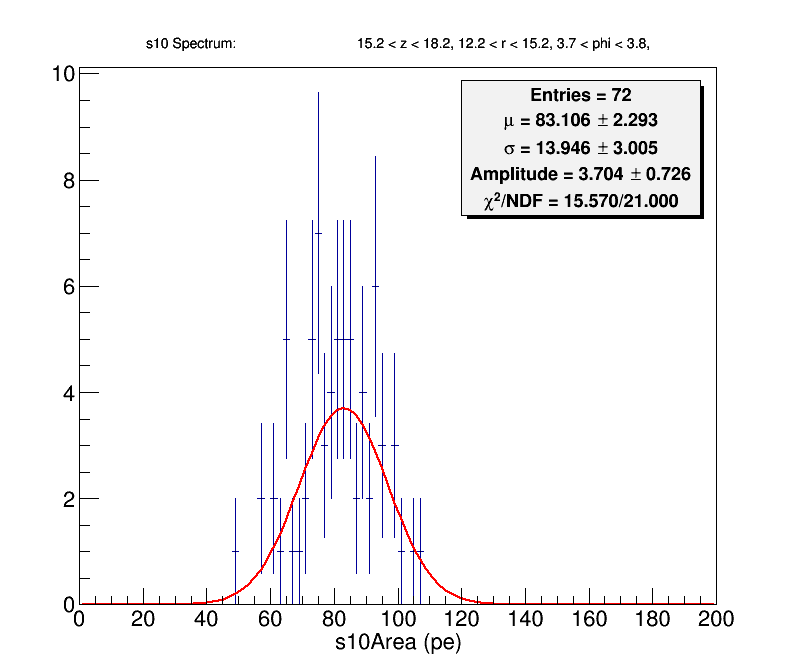 s10 Spectrum: 15.2 < z < 18.2, 12.2 < r < 15.2, 3.7 < phi < 3.8,
Entries = 72
μ = 83.106 ± 2.293
σ = 13.946 ± 3.005
Amplitude = 3.704 ± 0.726
χ²/NDF = 15.570/21.000
10
8
6
4
2
0
0 20 40 60 80 100 120 140 160 180 200
s10Area (pe)